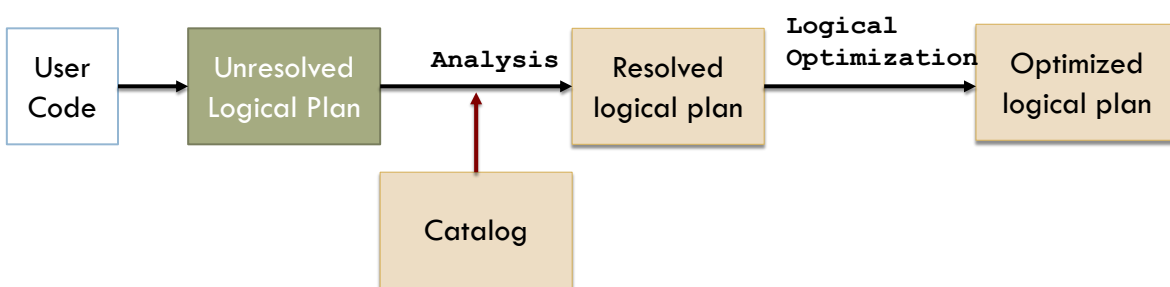 User
Code
Unresolved
Logical Plan
Analysis
Resolved
logical plan
Logical
Optimization
Optimized
logical plan
Catalog